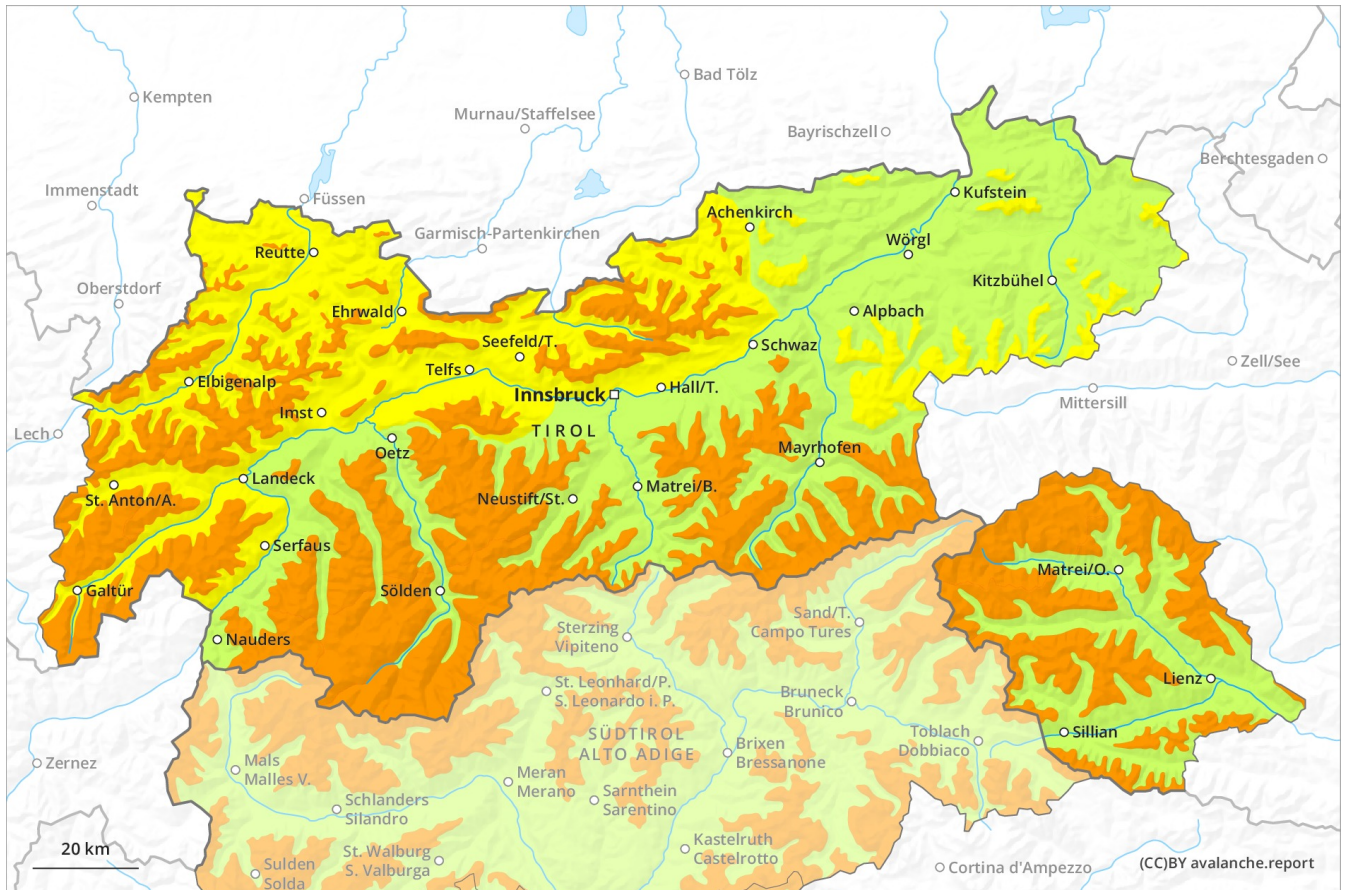 Bad Tölz
Kempten
Murnau/Staffelsee
Bayrischzell
Berchtesgaden
Immenstadt
Füssen
Kufstein
Achenkirch
Garmisch-Partenkirchen
Reutte
Wörgl
Oberstdorf
Kitzbühel
Ehrwald
Alpbach
Seefeld/T.
Schwaz
Telfs
Zell/See
Elbigenalp
Hall/T.
Innsbruck
Mittersill
Imst
Lech
TIROL
Oetz
Mayrhofen
Landeck
St. Anton/A.
Neustift/St.
Matrei/B.
Serfaus
Matrei/O.
Galtür
Sölden
Sand/T.
Campo Tures
Sterzing
Vipiteno
Nauders
Lienz
St. Leonhard/P.
S. Leonardo i. P.
Bruneck
Brunico
Sillian
SÜDTIROL
ALTO ADIGE
Toblach
Dobbiaco
Brixen
Bressanone
Zernez
Mals
Malles V.
Meran
Merano
Sarnthein
Sarentino
Schlanders
Silandro
Kastelruth
Castelrotto
20 km
St. Walburg
S. Valburga
Sulden
Solda
Cortina d'Ampezzo
(CC)BY avalanche.report